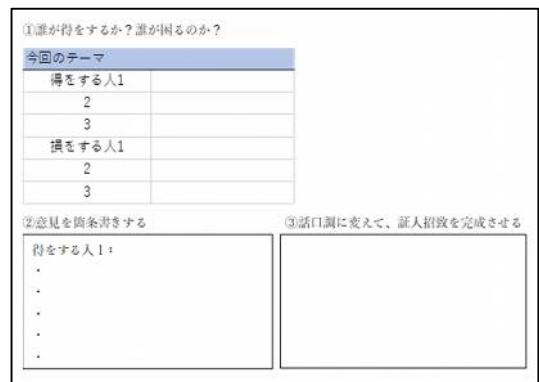 ①誰が得をするか？誰が困るのか？
今回のテーマ
得をする人1
2
3
損をする人1
2
3
②意見を箇条書きする
③話口調に変えて、証人招致を完成させる
得をする人1：
・
・
・
・
・